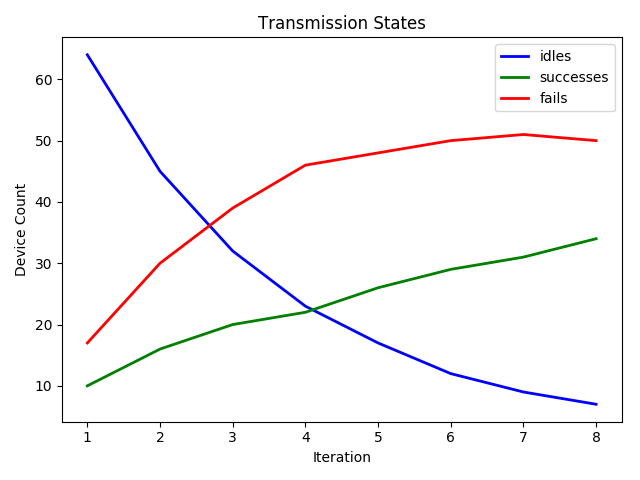 Transmission States
idles
successes
fails
Device Count
60
50
40
30
20
10
1 2 3 4 5 6 7 8
Iteration